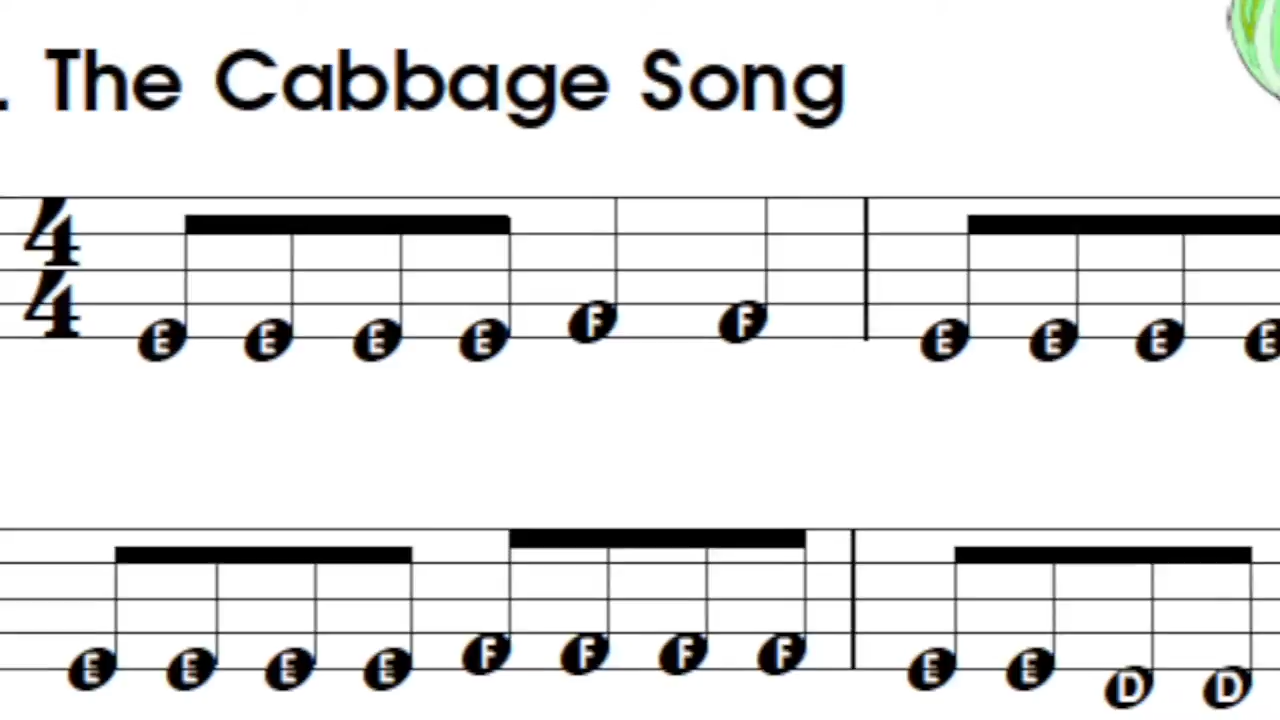 . The Cabbage Song
4
4
E E E E F F E E E E
E E E E F F F F E E D D